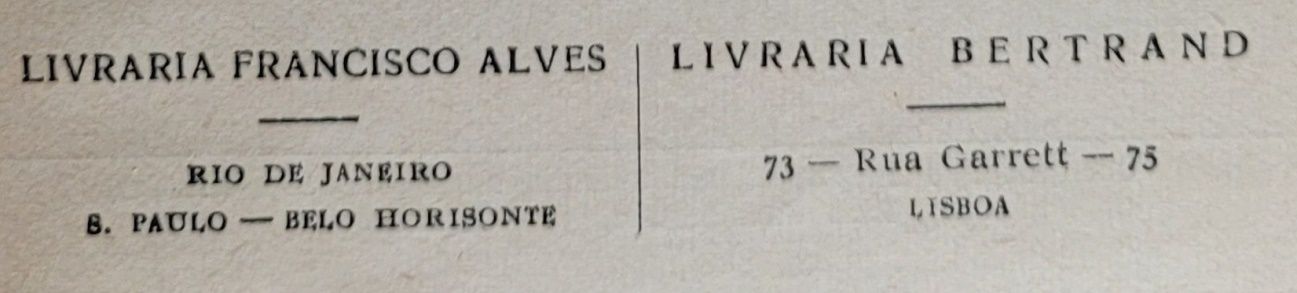 LIVRARIA FRANCISCO ALVES
RIO DE JANEIRO
S. PAULO — BELO HORISONTE
LIVRARIA BERTRAND
73 — Rua Garrett — 75
LISBOA